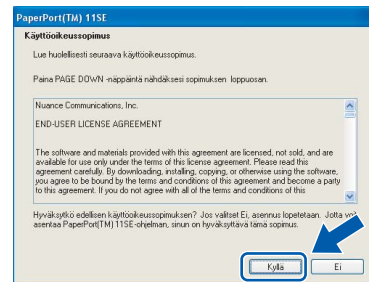 PaperPort(TM) 11SE
Käyttöoikeussopimus
Lue huolellisesti seuraava käyttöoikeussopimus.
Paina PAGE DOWN -näppäintä nähdäksesi sopimuksen loppuosan.
Nuance Communications, Inc.
END-USER LICENSE AGREEMENT
The software and materials provided with this agreement are licensed, not sold, and are
available for use only under the terms of this license agreement. Please read this
agreement carefully. By downloading, installing, copying, or otherwise using the software,
you agree to be bound by the terms and conditions of this agreement and become a party
to this agreement. If you do not agree with all of the terms and conditions of this
Hyväksytkö edellisen käyttöoikeussopimuksen? Jos valitset Ei, asennus lopetetaan. Jotta
asentaa PaperPort(TM) 11SE-ohjelman, sinun on hyväksyttävä tämä sopimus.
Kyllä
Ei